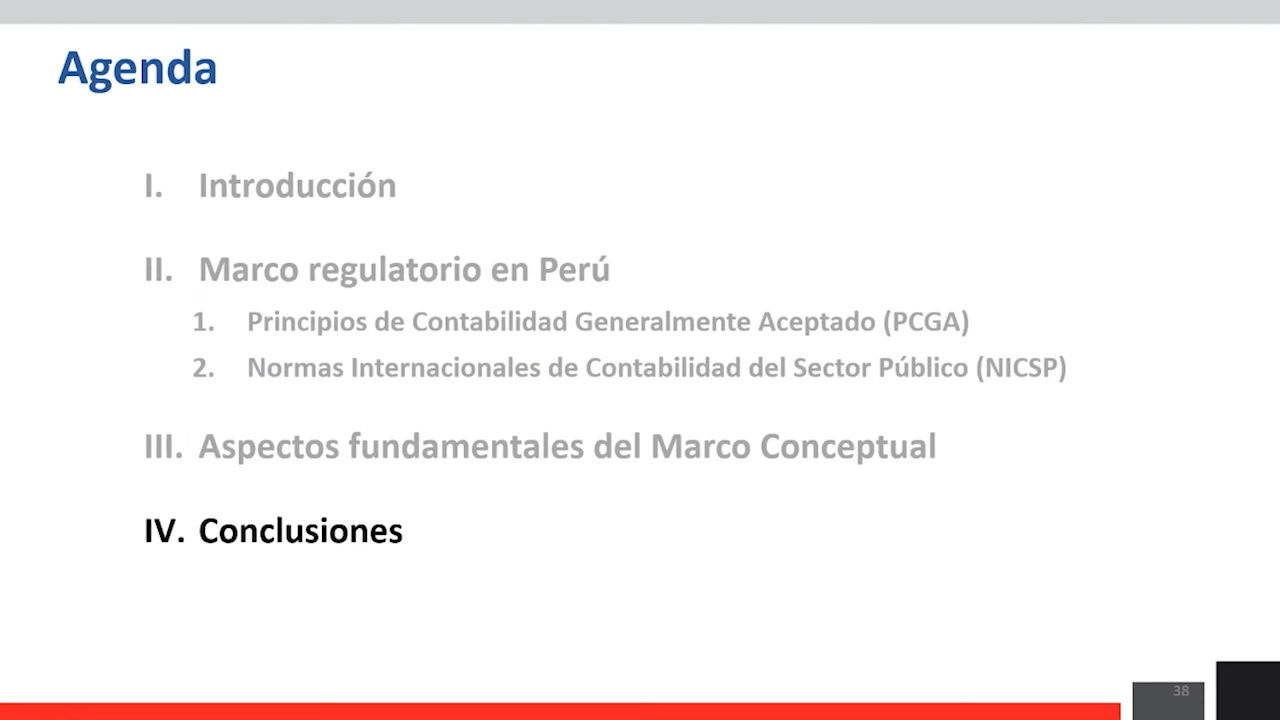 Agenda
I. Introducción
II. Marco regulatorio en Perú
1. Principios de Contabilidad Generalmente Aceptado (PCGA)
2. Normas Internacionales de Contabilidad del Sector Público (NICSP)
III. Aspectos fundamentales del Marco Conceptual
IV. Conclusiones
38